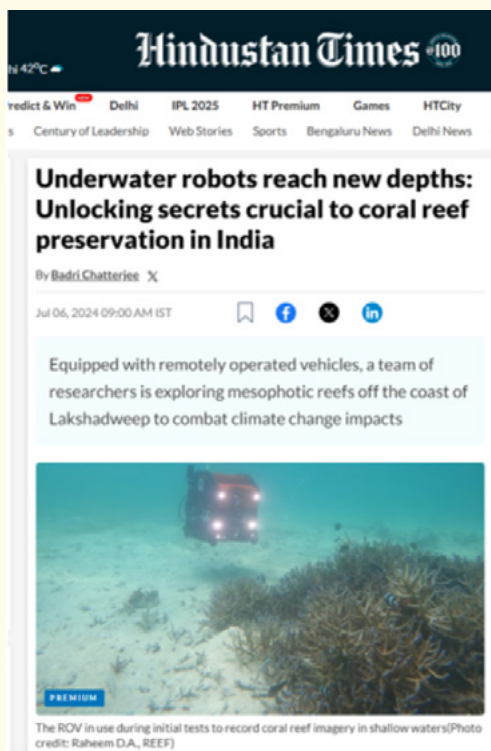 Hindustan Times @100
hi 42°C
redict & Win new Delhi IPL 2025 HT Premium Games HTCity
s Century of Leadership Web Stories Sports Bengaluru News Delhi News
Underwater robots reach new depths:
Unlocking secrets crucial to coral reef
preservation in India
By Badri Chatterjee X
Jul 06, 2024 09:00 AM IST
Equipped with remotely operated vehicles, a team of
researchers is exploring mesophotic reefs off the coast of
Lakshadweep to combat climate change impacts
PREMIUM
The ROV in use during initial tests to record coral reef imagery in shallow waters(Photo
credit: Raheem D.A., REEF)